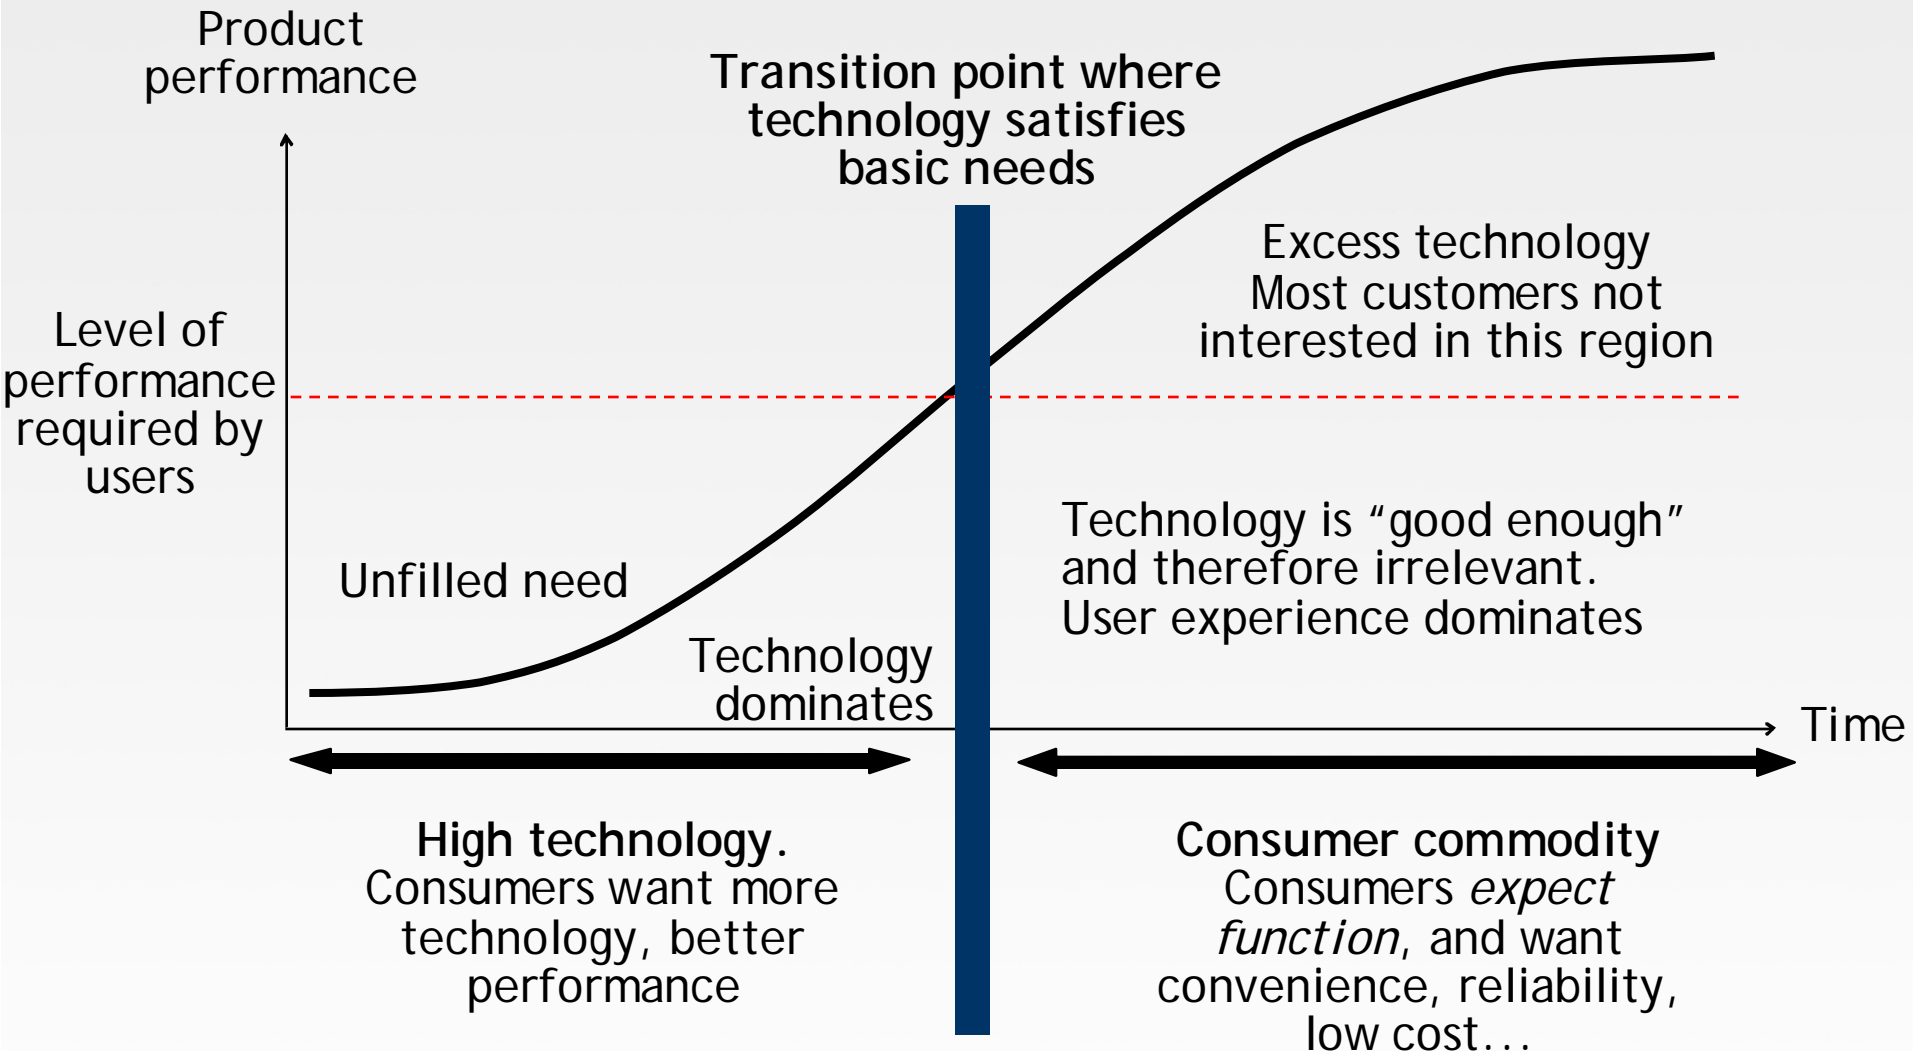 Product
performance
Transition point where
technology satisfies
basic needs
Excess technology
Most customers not
interested in this region
Level of
performance
required by
users
Technology is “good enough”
and therefore irrelevant.
User experience dominates
Unfilled need
Technology
dominates
Time
High technology.
Consumers want more
technology, better
performance
Consumer commodity
Consumers expect
function, and want
convenience, reliability,
low cost...